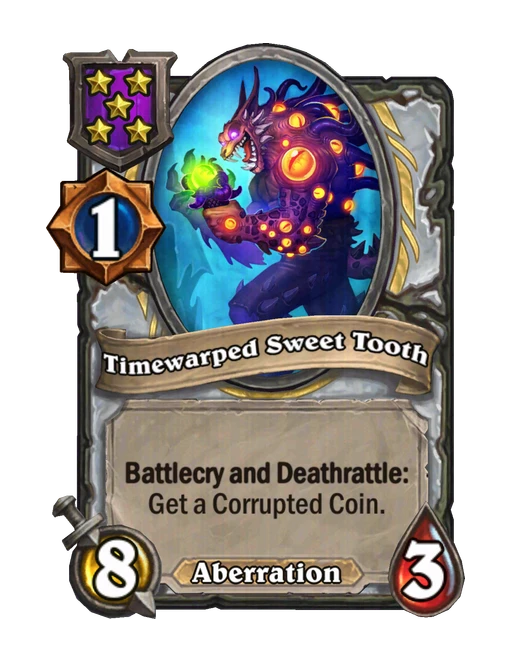 1
Timewarped Sweet Tooth
Battlecry and Deathrattle:
Get a Corrupted Coin.
8
Aberration
3